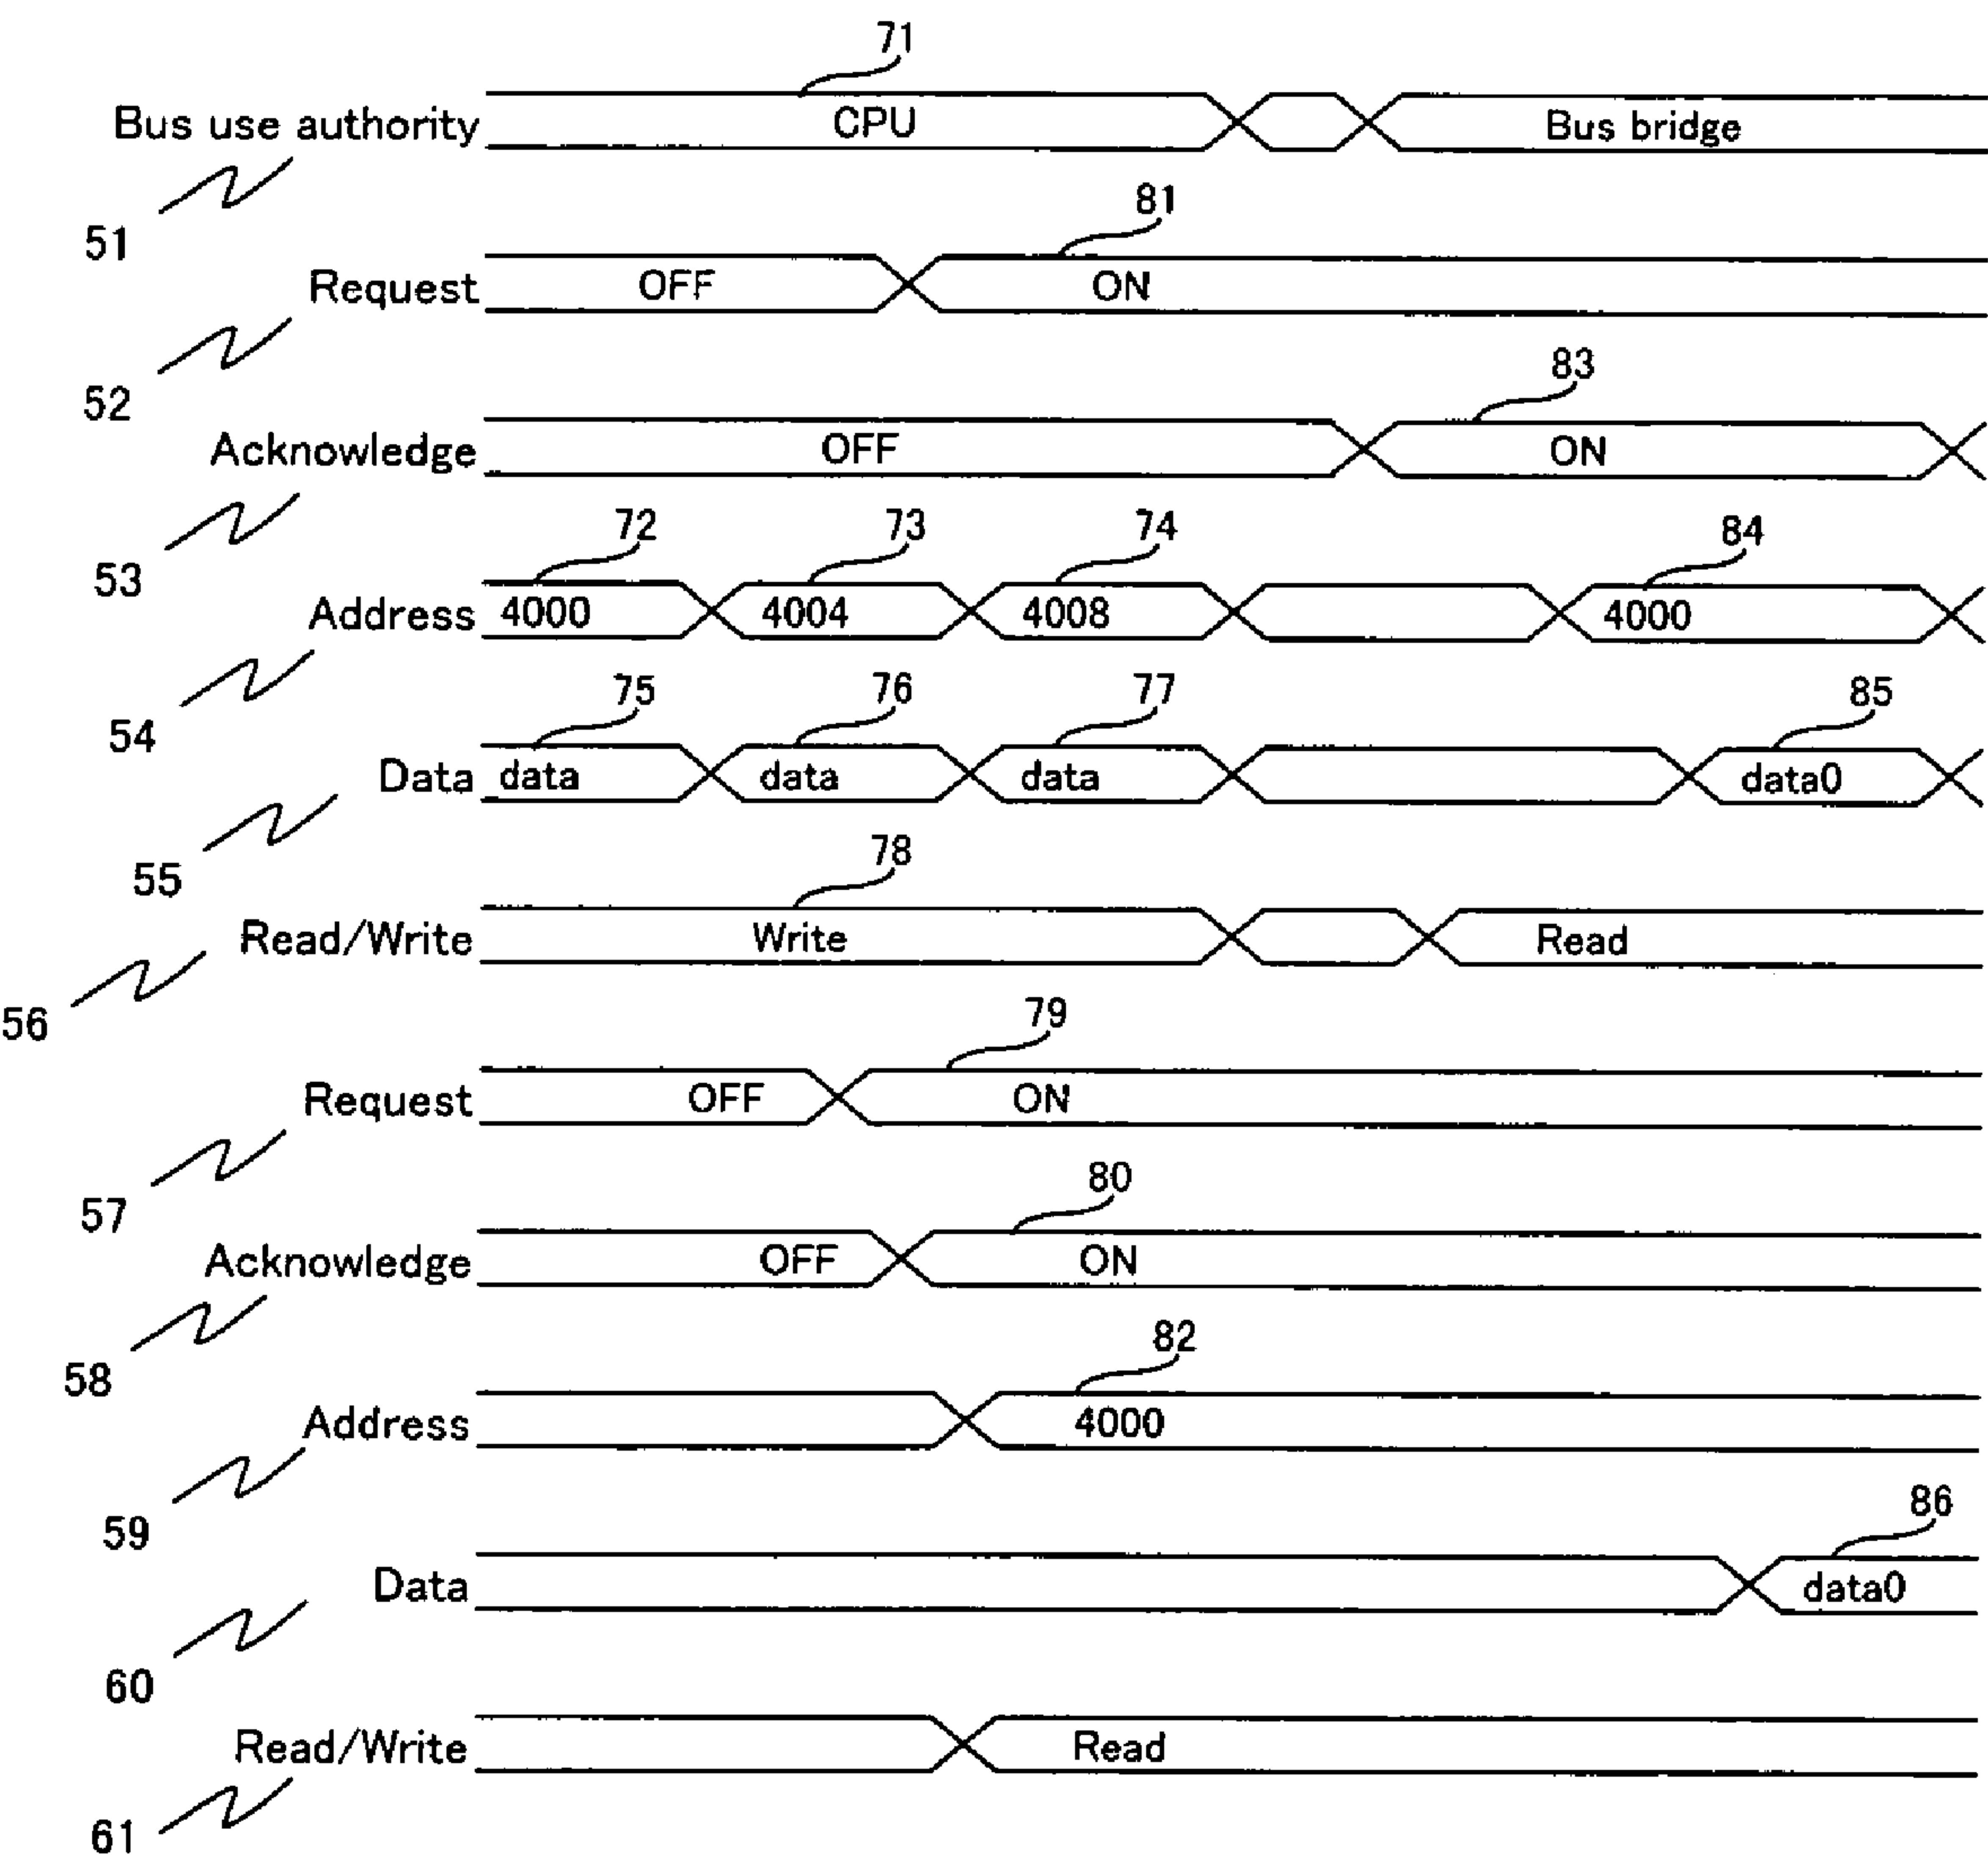 71
Bus use authority CPU Bus bridge
51
81
Request OFF ON
52
83
Acknowledge OFF ON
53
72 73 74 84
Address 4000 4004 4008 4000
54
75 76 77 85
Data data data data data0
55
78
Read/Write Write Read
56
79
Request OFF ON
57
80
Acknowledge OFF ON
58
82
Address 4000
59
86
Data data0
60
Read/Write Read
61